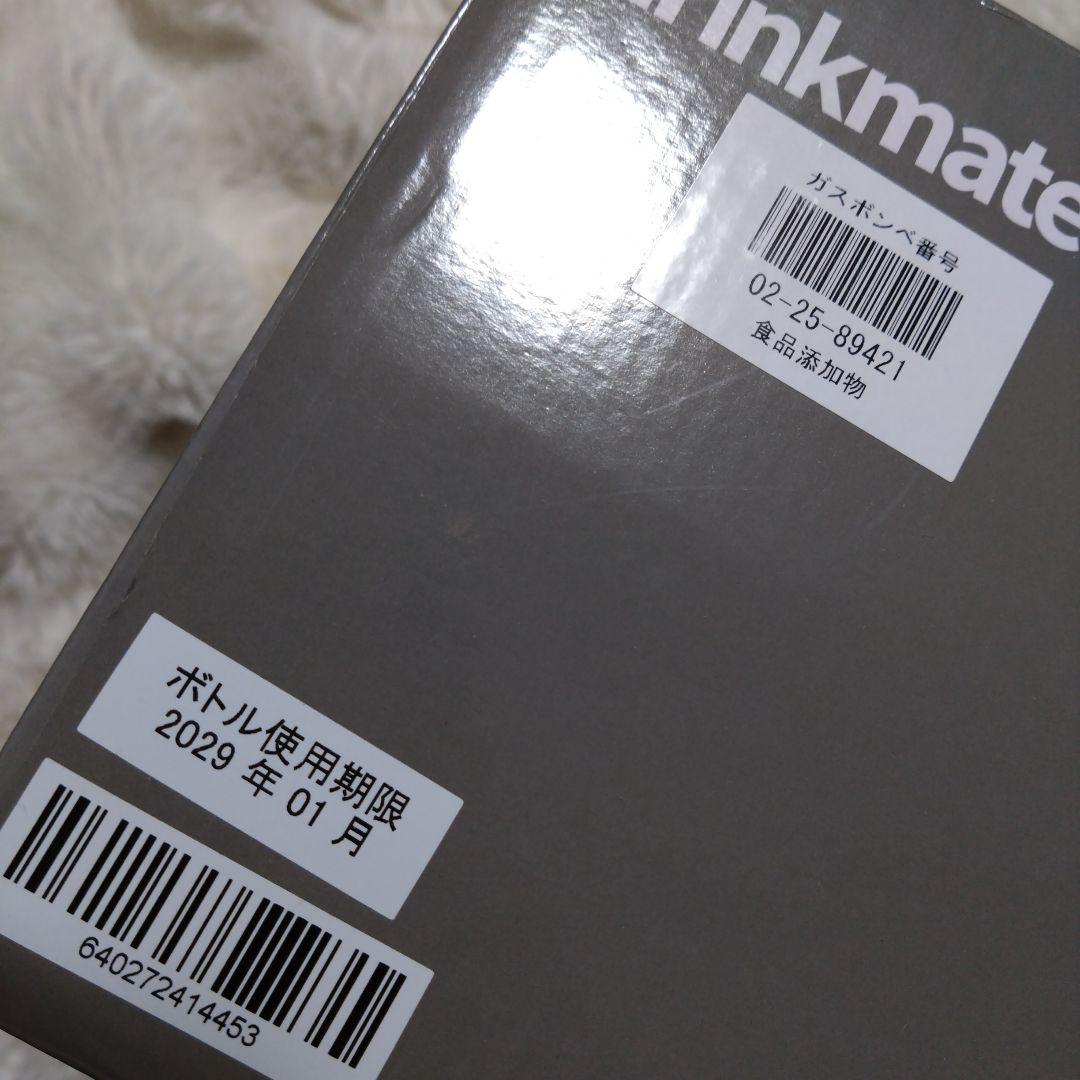 drinkmate
ガスボンベ番号
02-25-89421
食品添加物
ボトル使用期限
2029 年 01 月
640272414453